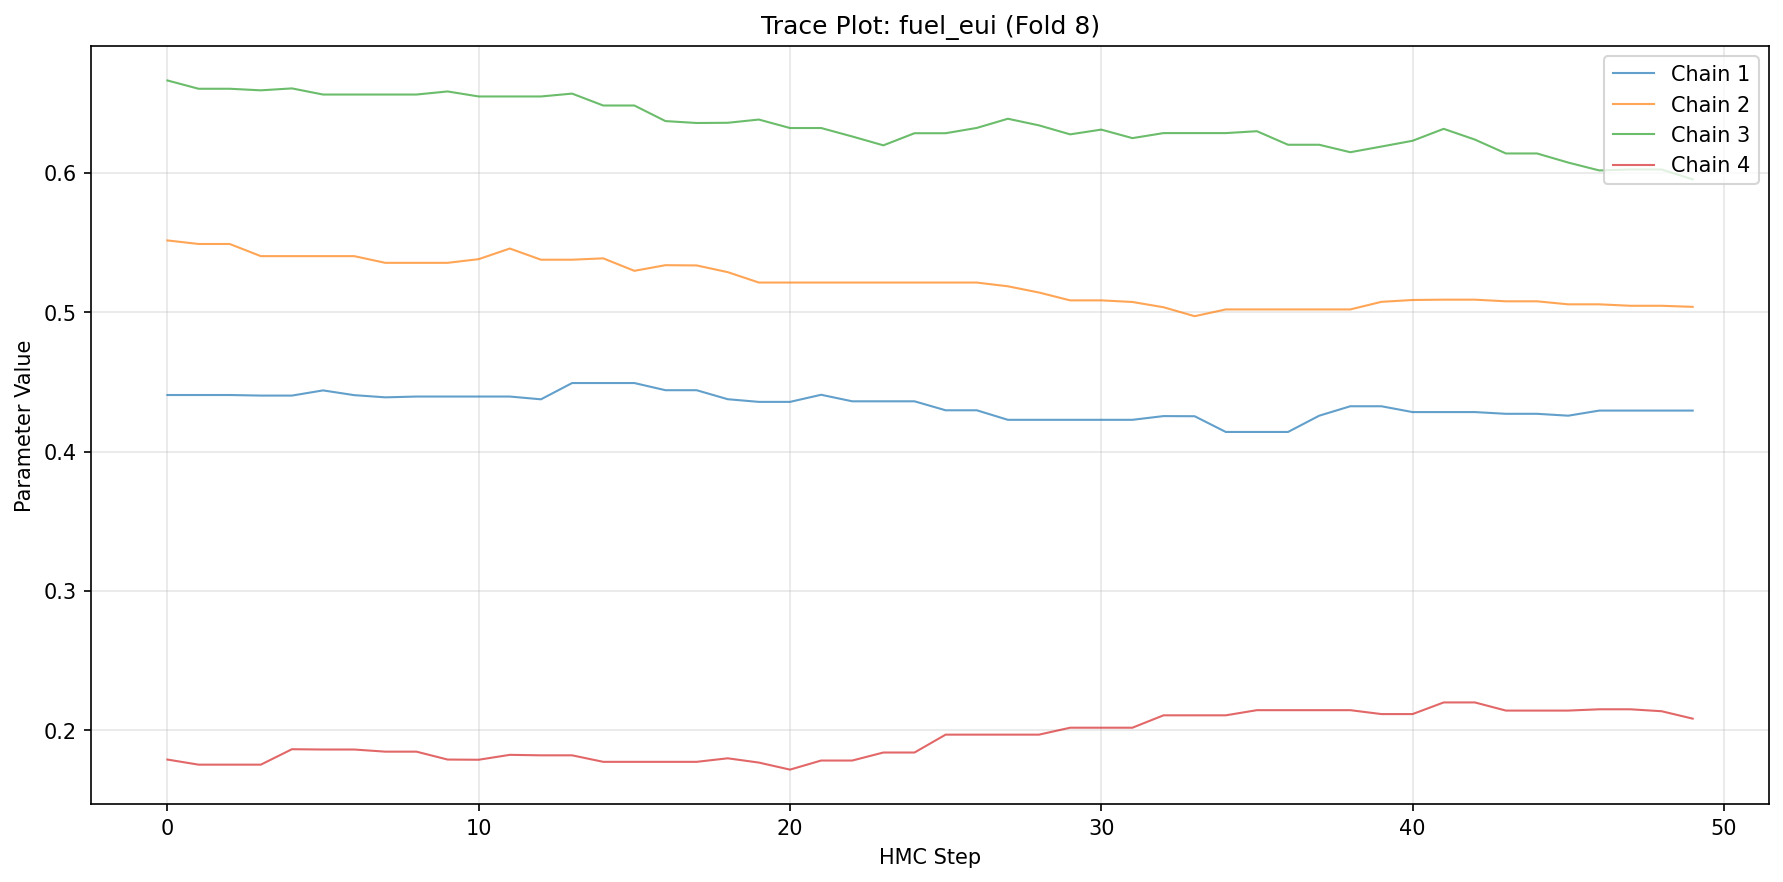 Trace Plot: fuel_eui (Fold 8)
Chain 1
Chain 2
Chain 3
Chain 4
Parameter Value
0.6
0.5
0.4
0.3
0.2
0 10 20 30 40 50
HMC Step